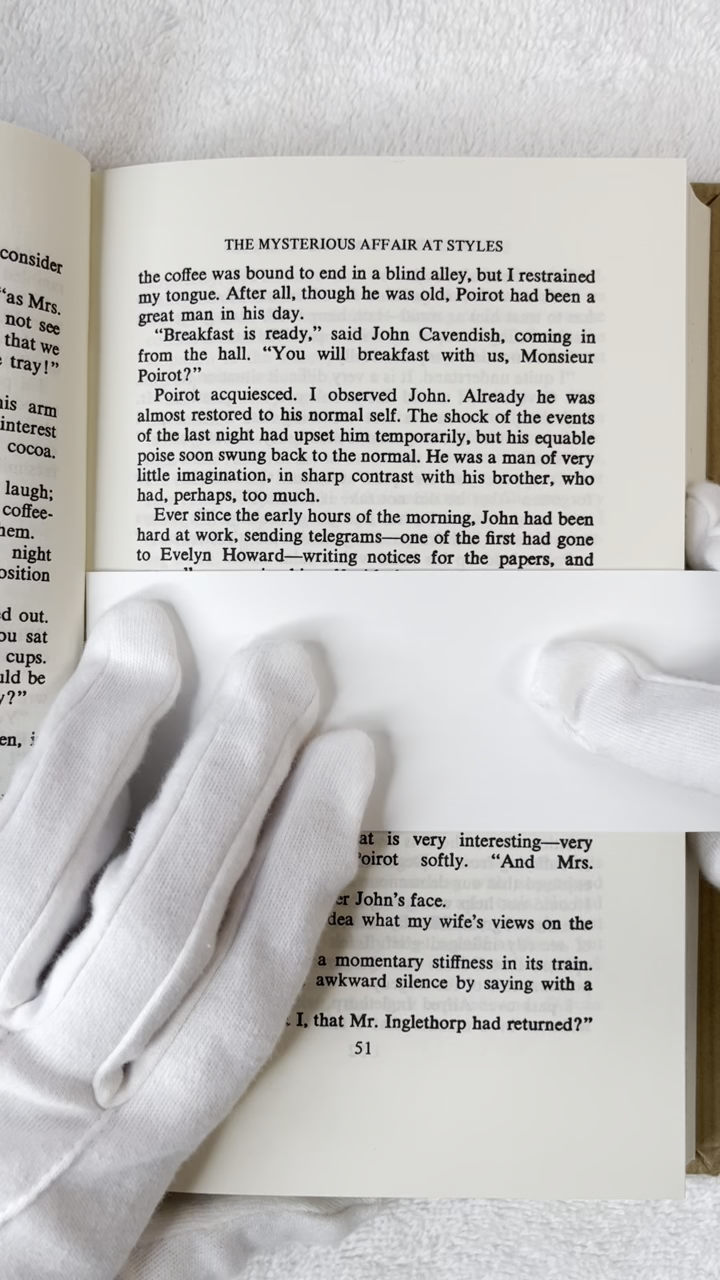 consider
“as Mrs.
not see
that we
tray!”
arm
interest
cocoa.
laugh;
coffee-
night
d out.
sat
cups.
be
THE MYSTERIOUS AFFAIR AT STYLES
the coffee was bound to end in a blind alley, but I restrained
my tongue. After all, though he was old, Poirot had been a
great man in his day.
“Breakfast is ready,” said John Cavendish, coming in
from the hall. “You will breakfast with us, Monsieur
Poirot?”
Poirot acquiesced. I observed John. Already he was
almost restored to his normal self. The shock of the events
of the last night had upset him temporarily, but his equable
poise soon swung back to the normal. He was a man of very
little imagination, in sharp contrast with his brother, who
had, perhaps, too much.
Ever since the early hours of the morning, John had been
hard at work, sending telegrams—one of the first had gone
to Evelyn Howard—writing notices for the papers, and
is very interesting—very
softly. “And Mrs.
John’s face.
what my wife’s views on the
a momentary stiffness in its train.
awkward silence by saying with a
I, that Mr. Inglethorp had returned?”
51